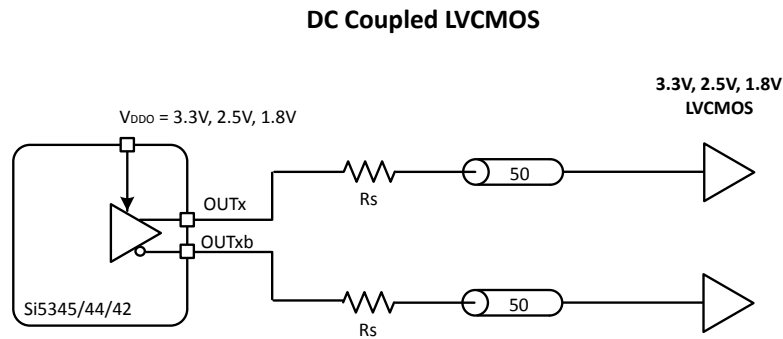 DC Coupled LVCMOS
3.3V, 2.5V, 1.8V
LVCMOS
VDDO = 3.3V, 2.5V, 1.8V
OUTx
Rs
50
OUTxb
Si5345/44/42
Rs
50